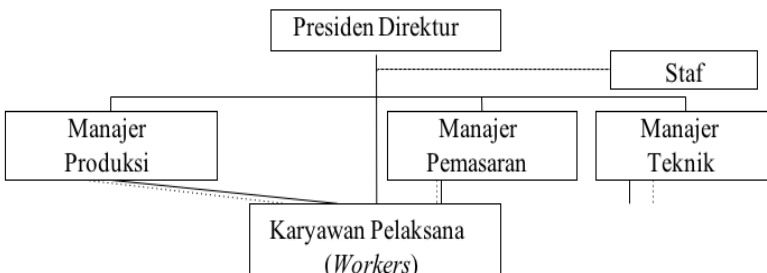 Presiden Direktur
Staf
Manajer
Produksi
Manajer
Pemasaran
Manajer
Teknik
Karyawan Pelaksana
(Workers)